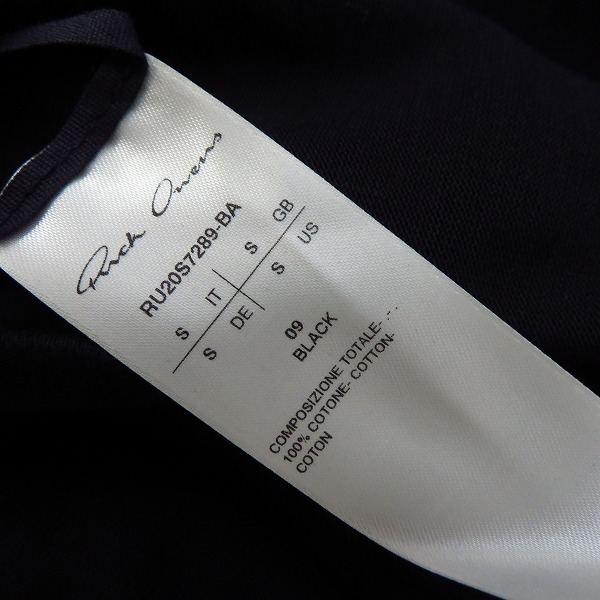 Rick Owens
RU20S7289-BA
S IT S GB
S DE S US
09
BLACK
COMPOSIZIONE TOTALE- -
100% COTONE- COTTON-
COTON